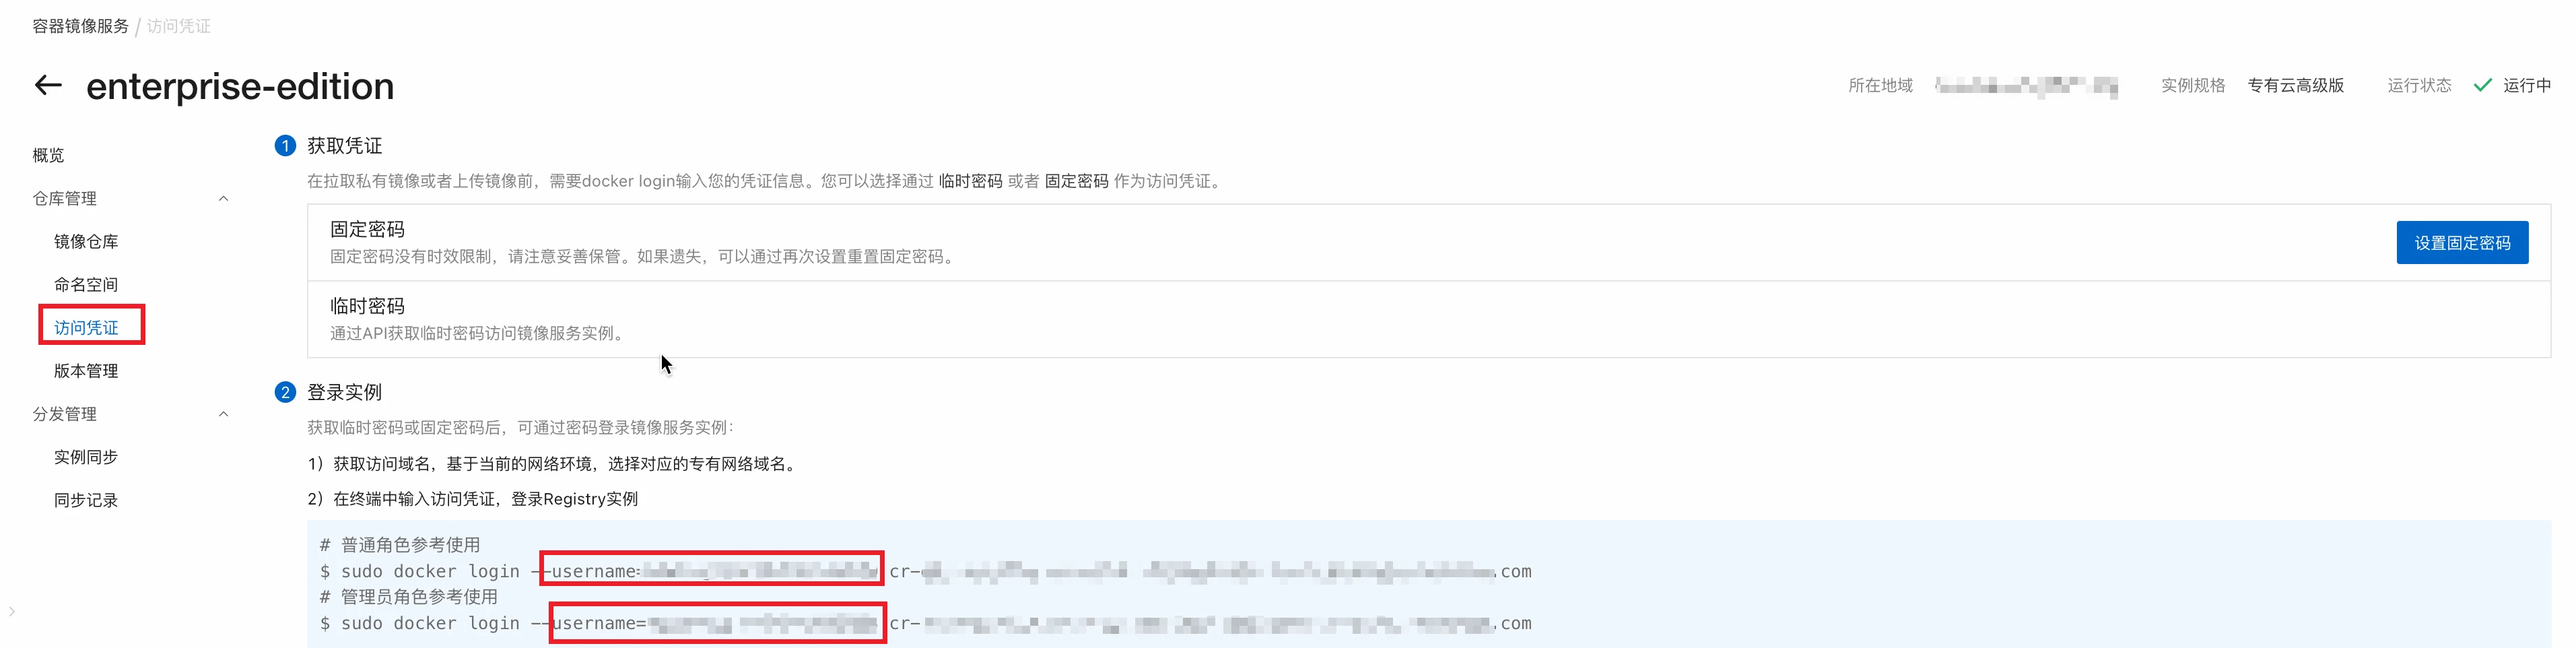 容器镜像服务 / 访问凭证
enterprise-edition
所在地域 实例规格 专有云高级版 运行状态 运行中
概览
仓库管理
镜像仓库
命名空间
访问凭证
版本管理
分发管理
实例同步
同步记录
1 获取凭证
在拉取私有镜像或者上传镜像前，需要docker login输入您的凭证信息。您可以选择通过 临时密码 或者 固定密码 作为访问凭证。
固定密码
固定密码没有时效限制，请注意妥善保管。如果遗失，可以通过再次设置重置固定密码。
设置固定密码
临时密码
通过API获取临时密码访问镜像服务实例。
2 登录实例
获取临时密码或固定密码后，可通过密码登录镜像服务实例：
1）获取访问域名，基于当前的网络环境，选择对应的专有网络域名。
2）在终端中输入访问凭证，登录Registry实例
# 普通角色参考使用
$ sudo docker login --username= cr- .com
# 管理员角色参考使用
$ sudo docker login --username= cr- .com